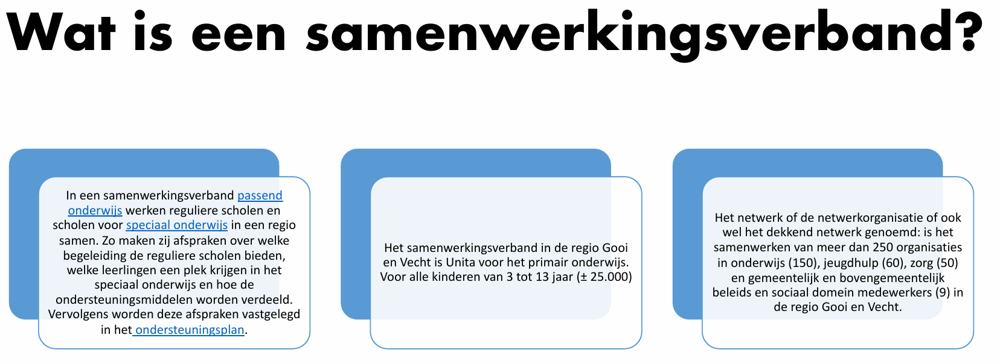 Wat is een samenwerkingsverband?
In een samenwerkingsverband passend
onderwijs werken reguliere scholen en
scholen voor speciaal onderwijs in een regio
samen. Zo maken zij afspraken over welke
begeleiding de reguliere scholen bieden,
welke leerlingen een plek krijgen in het
speciaal onderwijs en hoe de
ondersteuningsmiddelen worden verdeeld.
Vervolgens worden deze afspraken vastgelegd
in het ondersteuningsplan.
Het samenwerkingsverband in de regio Gooi
en Vecht is Unita voor het primair onderwijs.
Voor alle kinderen van 3 tot 13 jaar (± 25.000)
Het netwerk of de netwerkorganisatie of ook
wel het dekkend netwerk genoemd: is het
samenwerken van meer dan 250 organisaties
in onderwijs (150), jeugdhulp (60), zorg (50)
en gemeentelijk en bovengemeentelijk
beleids en sociaal domein medewerkers (9) in
de regio Gooi en Vecht.